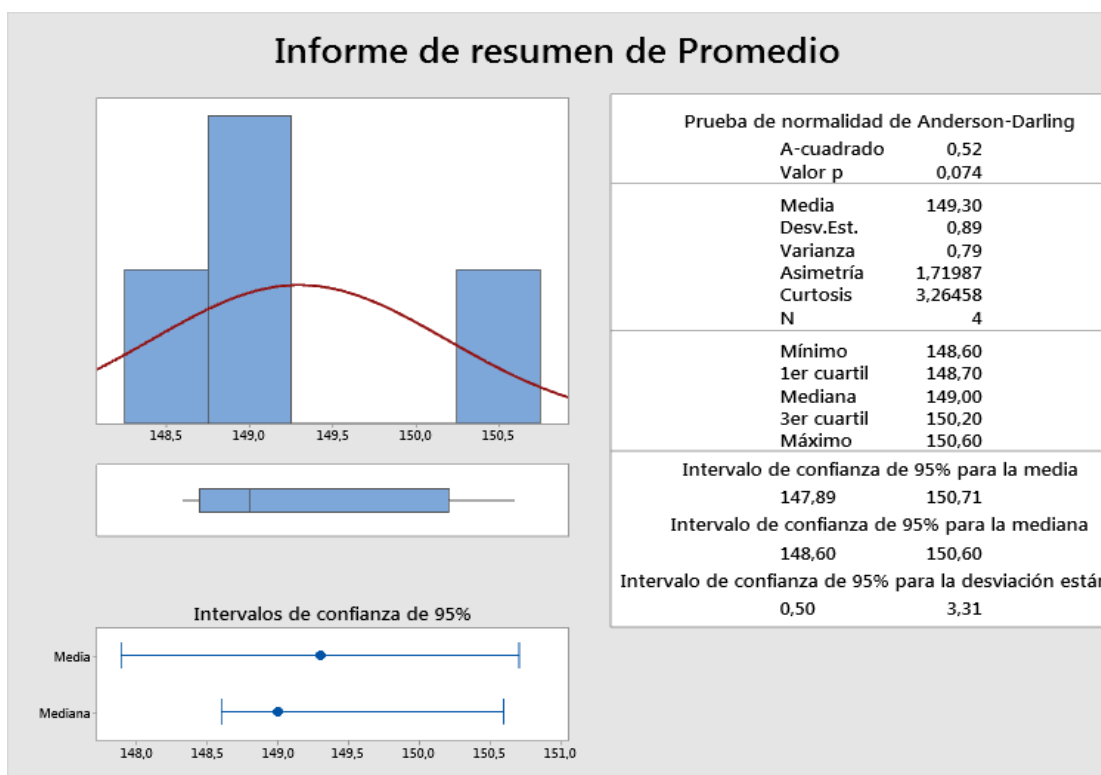 Informe de resumen de Promedio
148,5 149,0 149,5 150,0 150,5
Intervalos de confianza de 95%
Media
Mediana
148,0 148,5 149,0 149,5 150,0 150,5 151,0
Prueba de normalidad de Anderson-Darling
A-cuadrado 0,52
Valor p 0,074
Media 149,30
Desv.Est. 0,89
Varianza 0,79
Asimetría 1,71987
Curtosis 3,26458
N 4
Mínimo 148,60
1er cuartil 148,70
Mediana 149,00
3er cuartil 150,20
Máximo 150,60
Intervalo de confianza de 95% para la media
147,89 150,71
Intervalo de confianza de 95% para la mediana
148,60 150,60
Intervalo de confianza de 95% para la desviación están
0,50 3,31